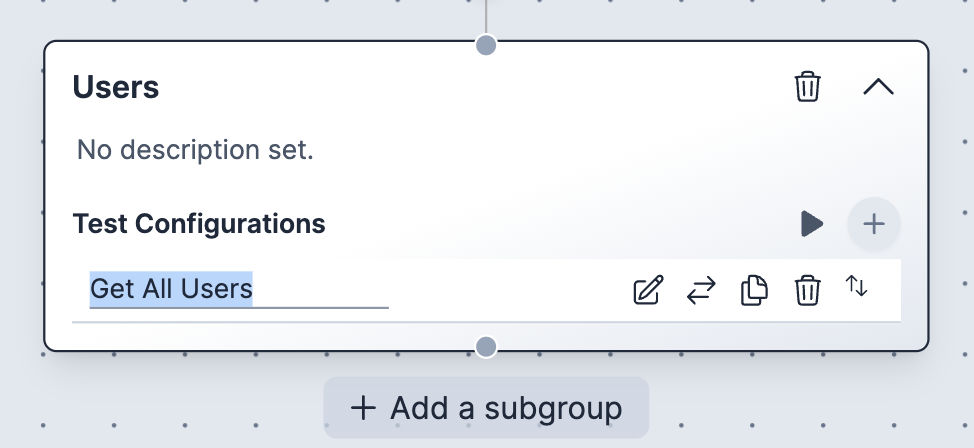 Users
No description set.
Test Configurations
Get All Users
Add a subgroup